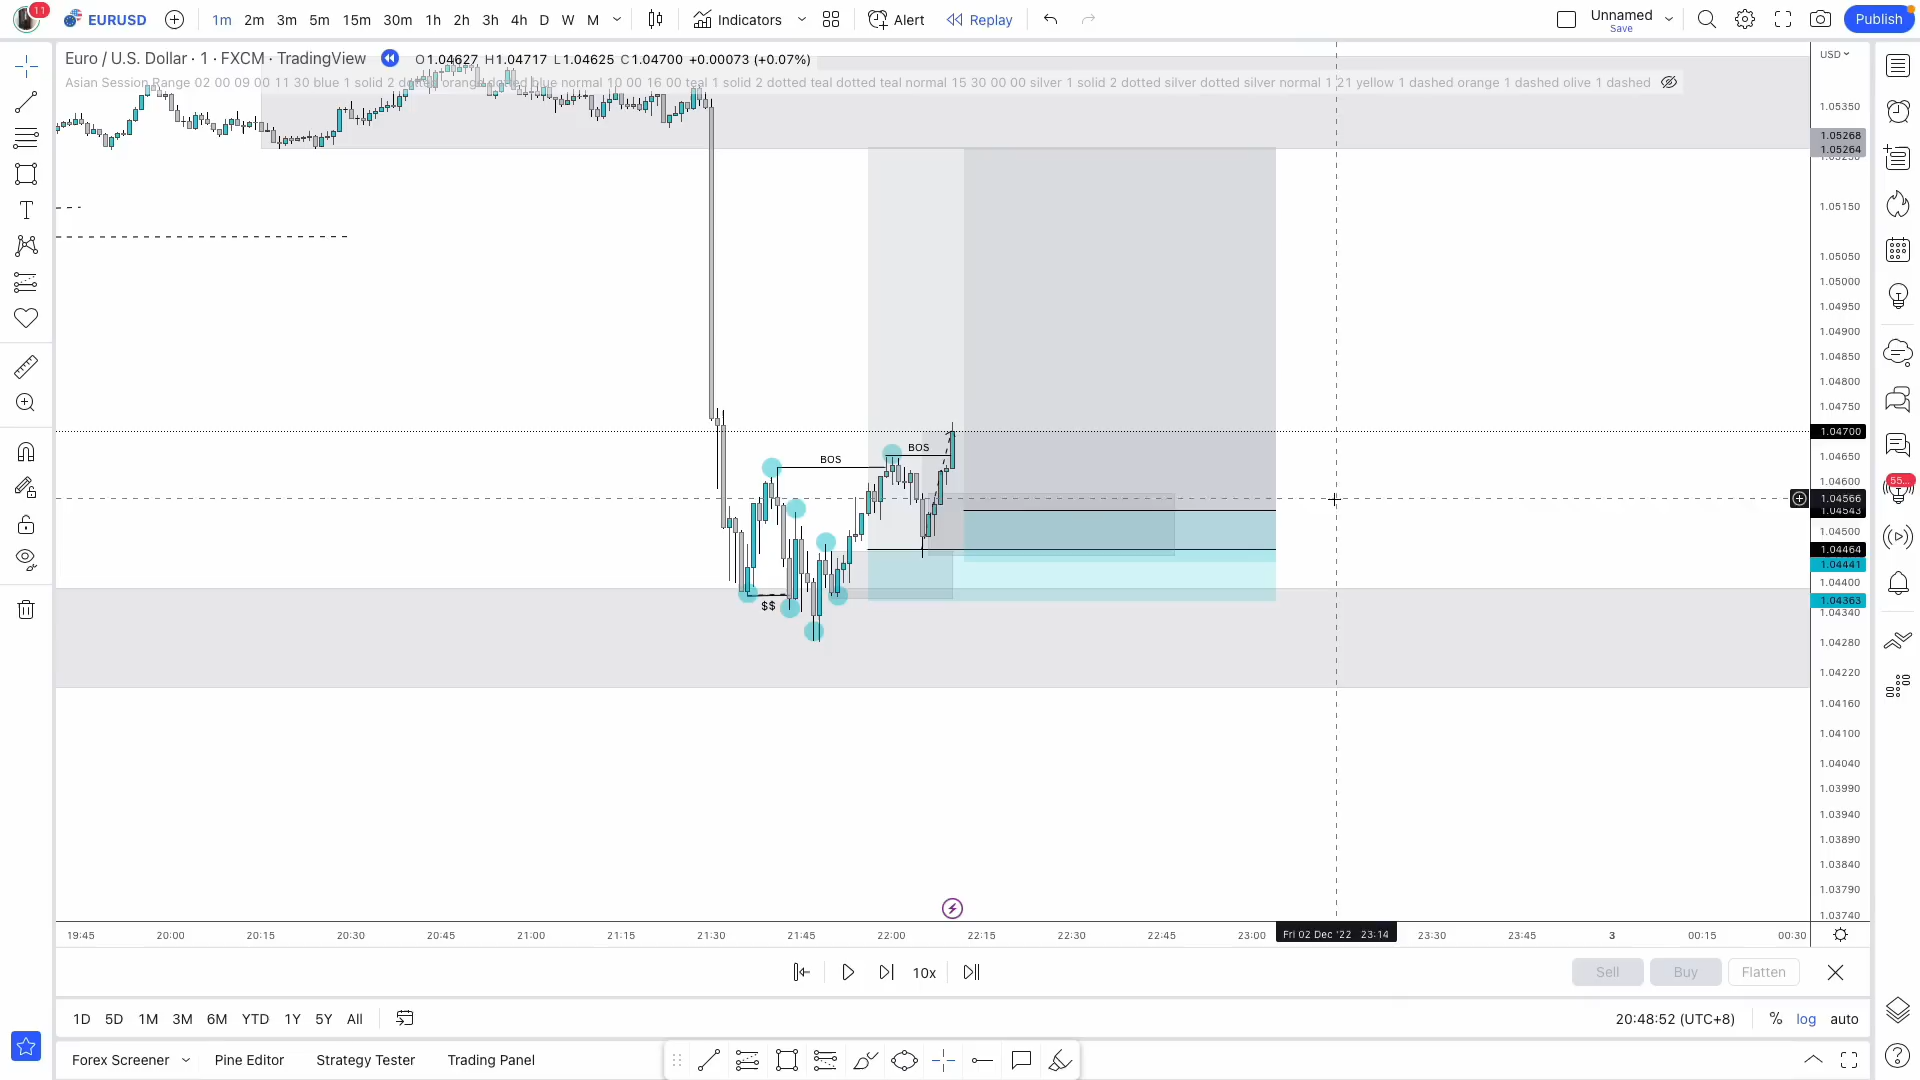 11
EURUSD
1m 2m 3m 5m 15m 30m 1h 2h 3h 4h D W M
Indicators
Alert
Replay
Unnamed
Save
Publish
Euro / U.S. Dollar · 1 · FXCM · TradingView
O1.04627 H1.04717 L1.04625 C1.04700 +0.00073 (+0.07%)
USD
Asian Session Range 02 00 09 00 11 30 blue 1 solid 2 dotted orange dotted blue normal 10 00 16 00 teal 1 solid 2 dotted teal dotted teal normal 15 30 00 00 silver 1 solid 2 dotted silver dotted silver normal 1 21 yellow 1 dashed orange 1 dashed olive 1 dashed
1.05350
1.05268
1.05264
1.05150
1.05050
1.05000
1.04950
1.04900
1.04850
1.04800
1.04750
1.04700
BOS
BOS
1.04650
1.04600
55...
1.04566
1.04543
1.04500
1.04464
1.04441
1.04400
1.04363
$$
1.04340
1.04280
1.04220
1.04160
1.04100
1.04040
1.03990
1.03940
1.03890
1.03840
1.03790
1.03740
19:45 20:00 20:15 20:30 20:45 21:00 21:15 21:30 21:45 22:00 22:15 22:30 22:45 23:00 Fri 02 Dec '22 23:14 23:30 23:45 3 00:15 00:30
10x
Sell Buy Flatten
1D 5D 1M 3M 6M YTD 1Y 5Y All
20:48:52 (UTC+8) % log auto
Forex Screener Pine Editor Strategy Tester Trading Panel